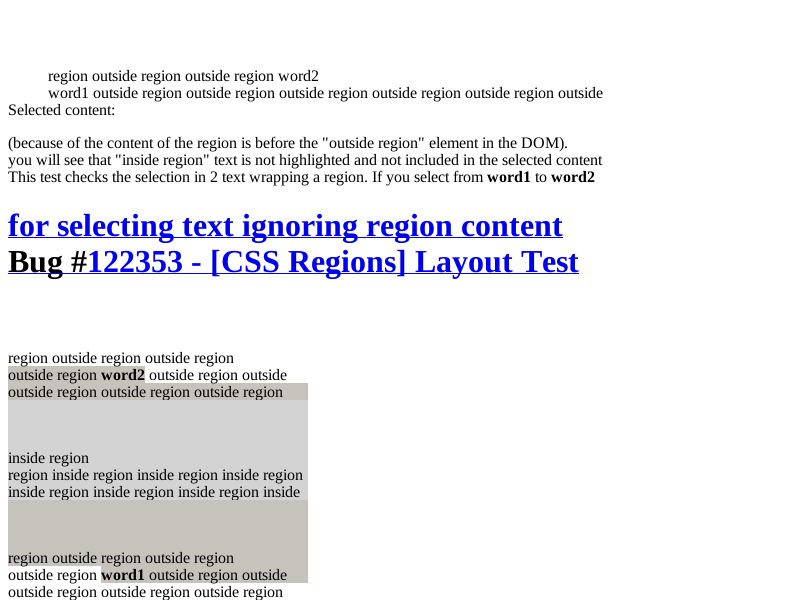 outside region outside region outside region
outside region word1 outside region outside
region outside region outside region
inside region inside region inside region inside
region inside region inside region inside region
inside region
outside region outside region outside region
outside region word2 outside region outside
region outside region outside region
Bug #122353 - [CSS Regions] Layout Test
for selecting text ignoring region content
This test checks the selection in 2 text wrapping a region. If you select from word1 to word2
you will see that "inside region" text is not highlighted and not included in the selected content
(because of the content of the region is before the "outside region" element in the DOM).
Selected content:
word1 outside region outside region outside region outside region outside region outside
region outside region outside region word2